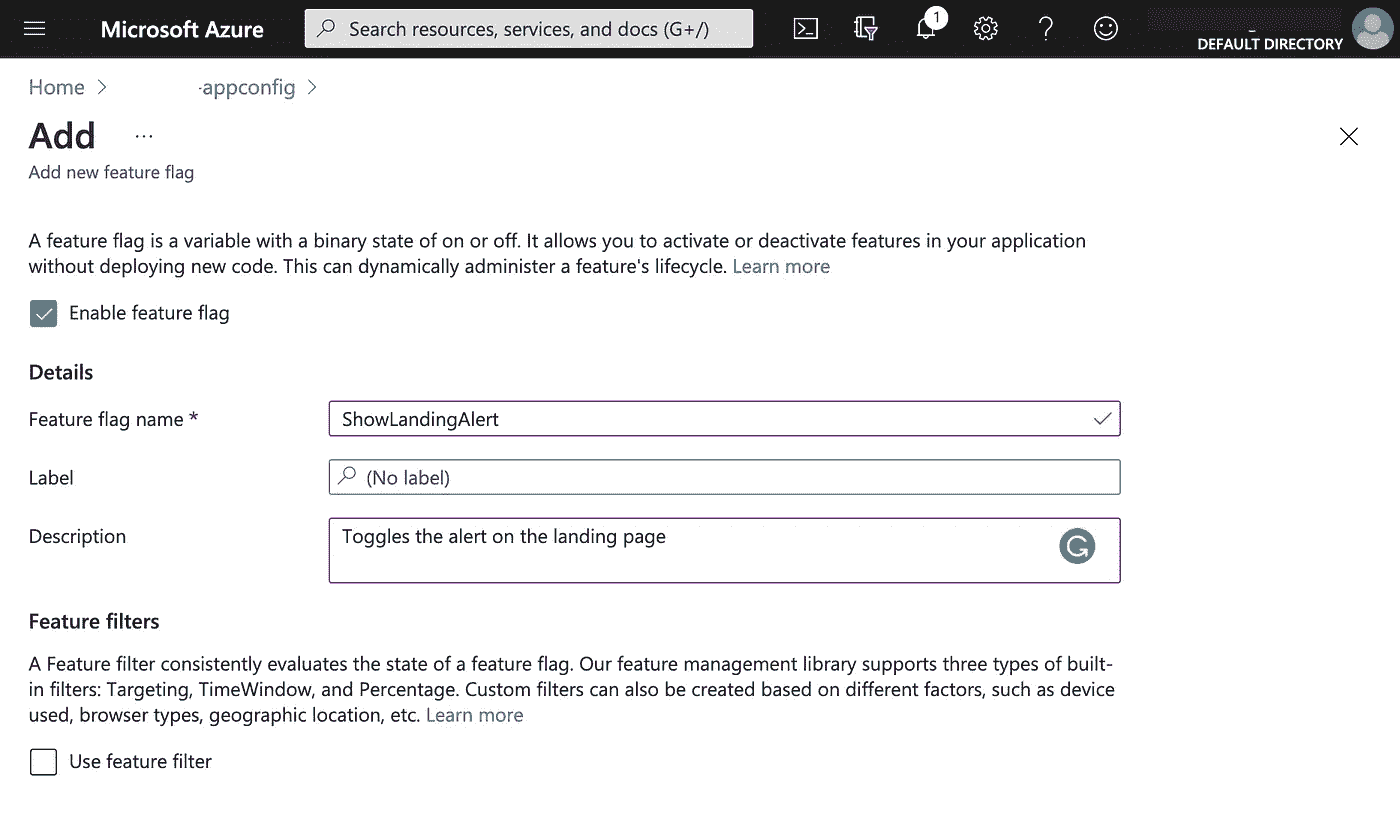 Microsoft Azure
Search resources, services, and docs (G+/)
1
DEFAULT DIRECTORY
Home
-appconfig
Add
...
Add new feature flag
A feature flag is a variable with a binary state of on or off. It allows you to activate or deactivate features in your application
without deploying new code. This can dynamically administer a feature's lifecycle. Learn more
Enable feature flag
Details
Feature flag name *
ShowLandingAlert
Label
(No label)
Description
Toggles the alert on the landing page
Feature filters
A Feature filter consistently evaluates the state of a feature flag. Our feature management library supports three types of built-
in filters: Targeting, TimeWindow, and Percentage. Custom filters can also be created based on different factors, such as device
used, browser types, geographic location, etc. Learn more
Use feature filter